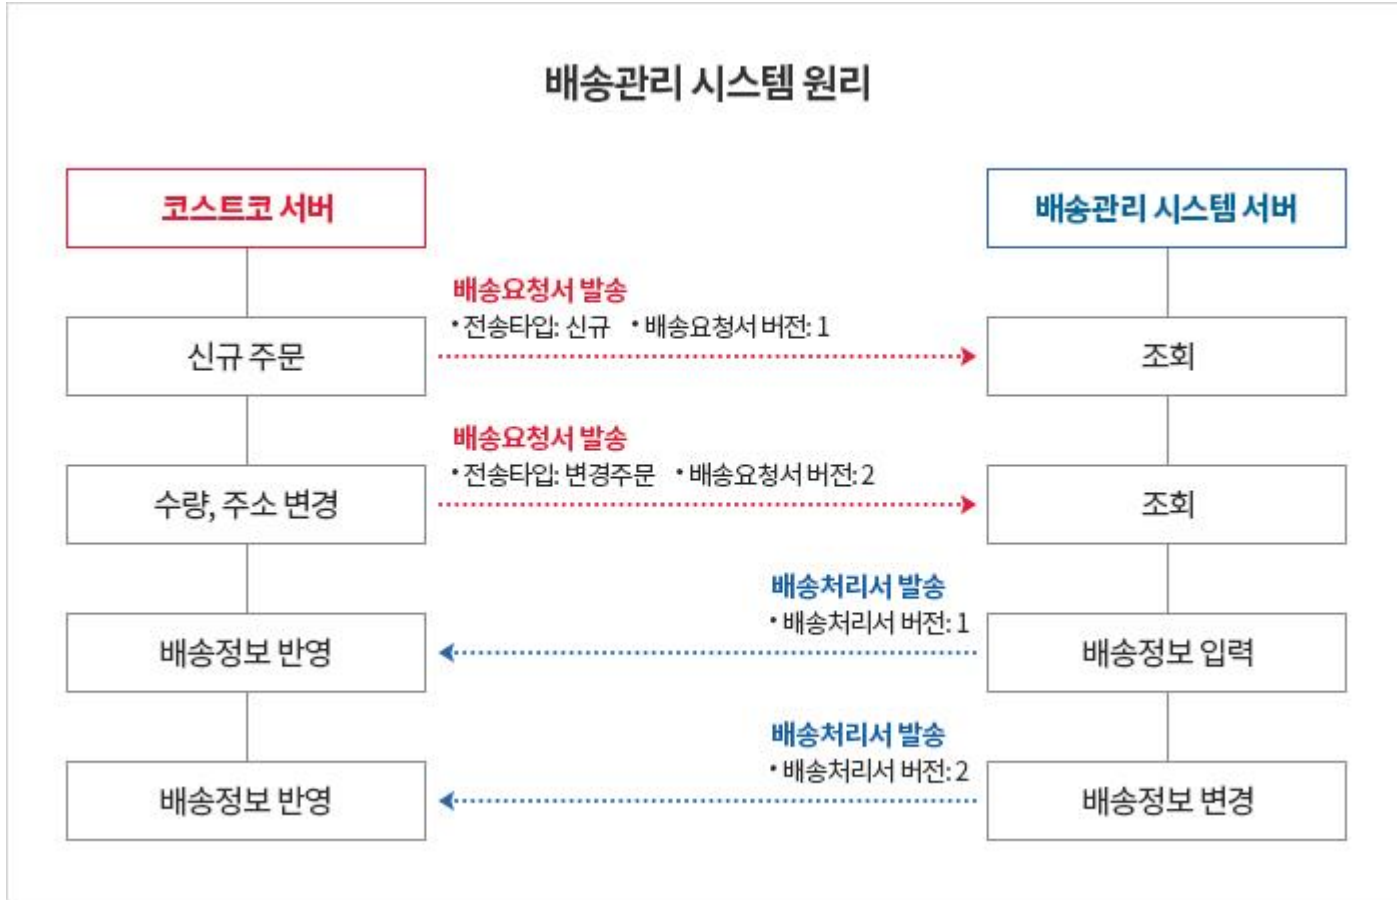 배송관리 시스템 원리
코스트코 서버
배송관리 시스템 서버
배송요청서 발송
• 전송타입: 신규 • 배송요청서 버전: 1
신규 주문
조회
배송요청서 발송
• 전송타입: 변경주문 • 배송요청서 버전: 2
수량, 주소 변경
조회
배송처리서 발송
• 배송처리서 버전: 1
배송정보 반영
배송정보 입력
배송처리서 발송
• 배송처리서 버전: 2
배송정보 반영
배송정보 변경